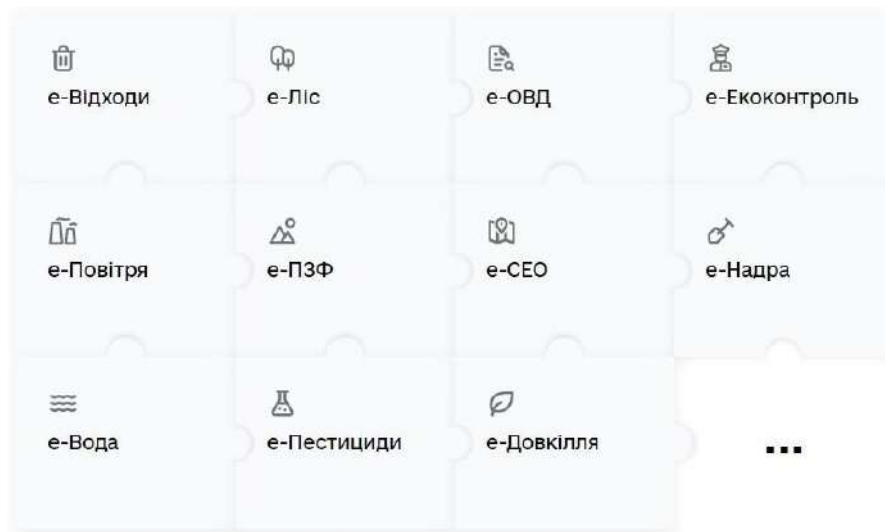 е-Відходи
е-Ліс
е-ОВД
е-Екоконтроль
е-Повітря
е-ПЗФ
е-СЕО
е-Надра
е-Вода
е-Пестициди
е-Довкілля
...